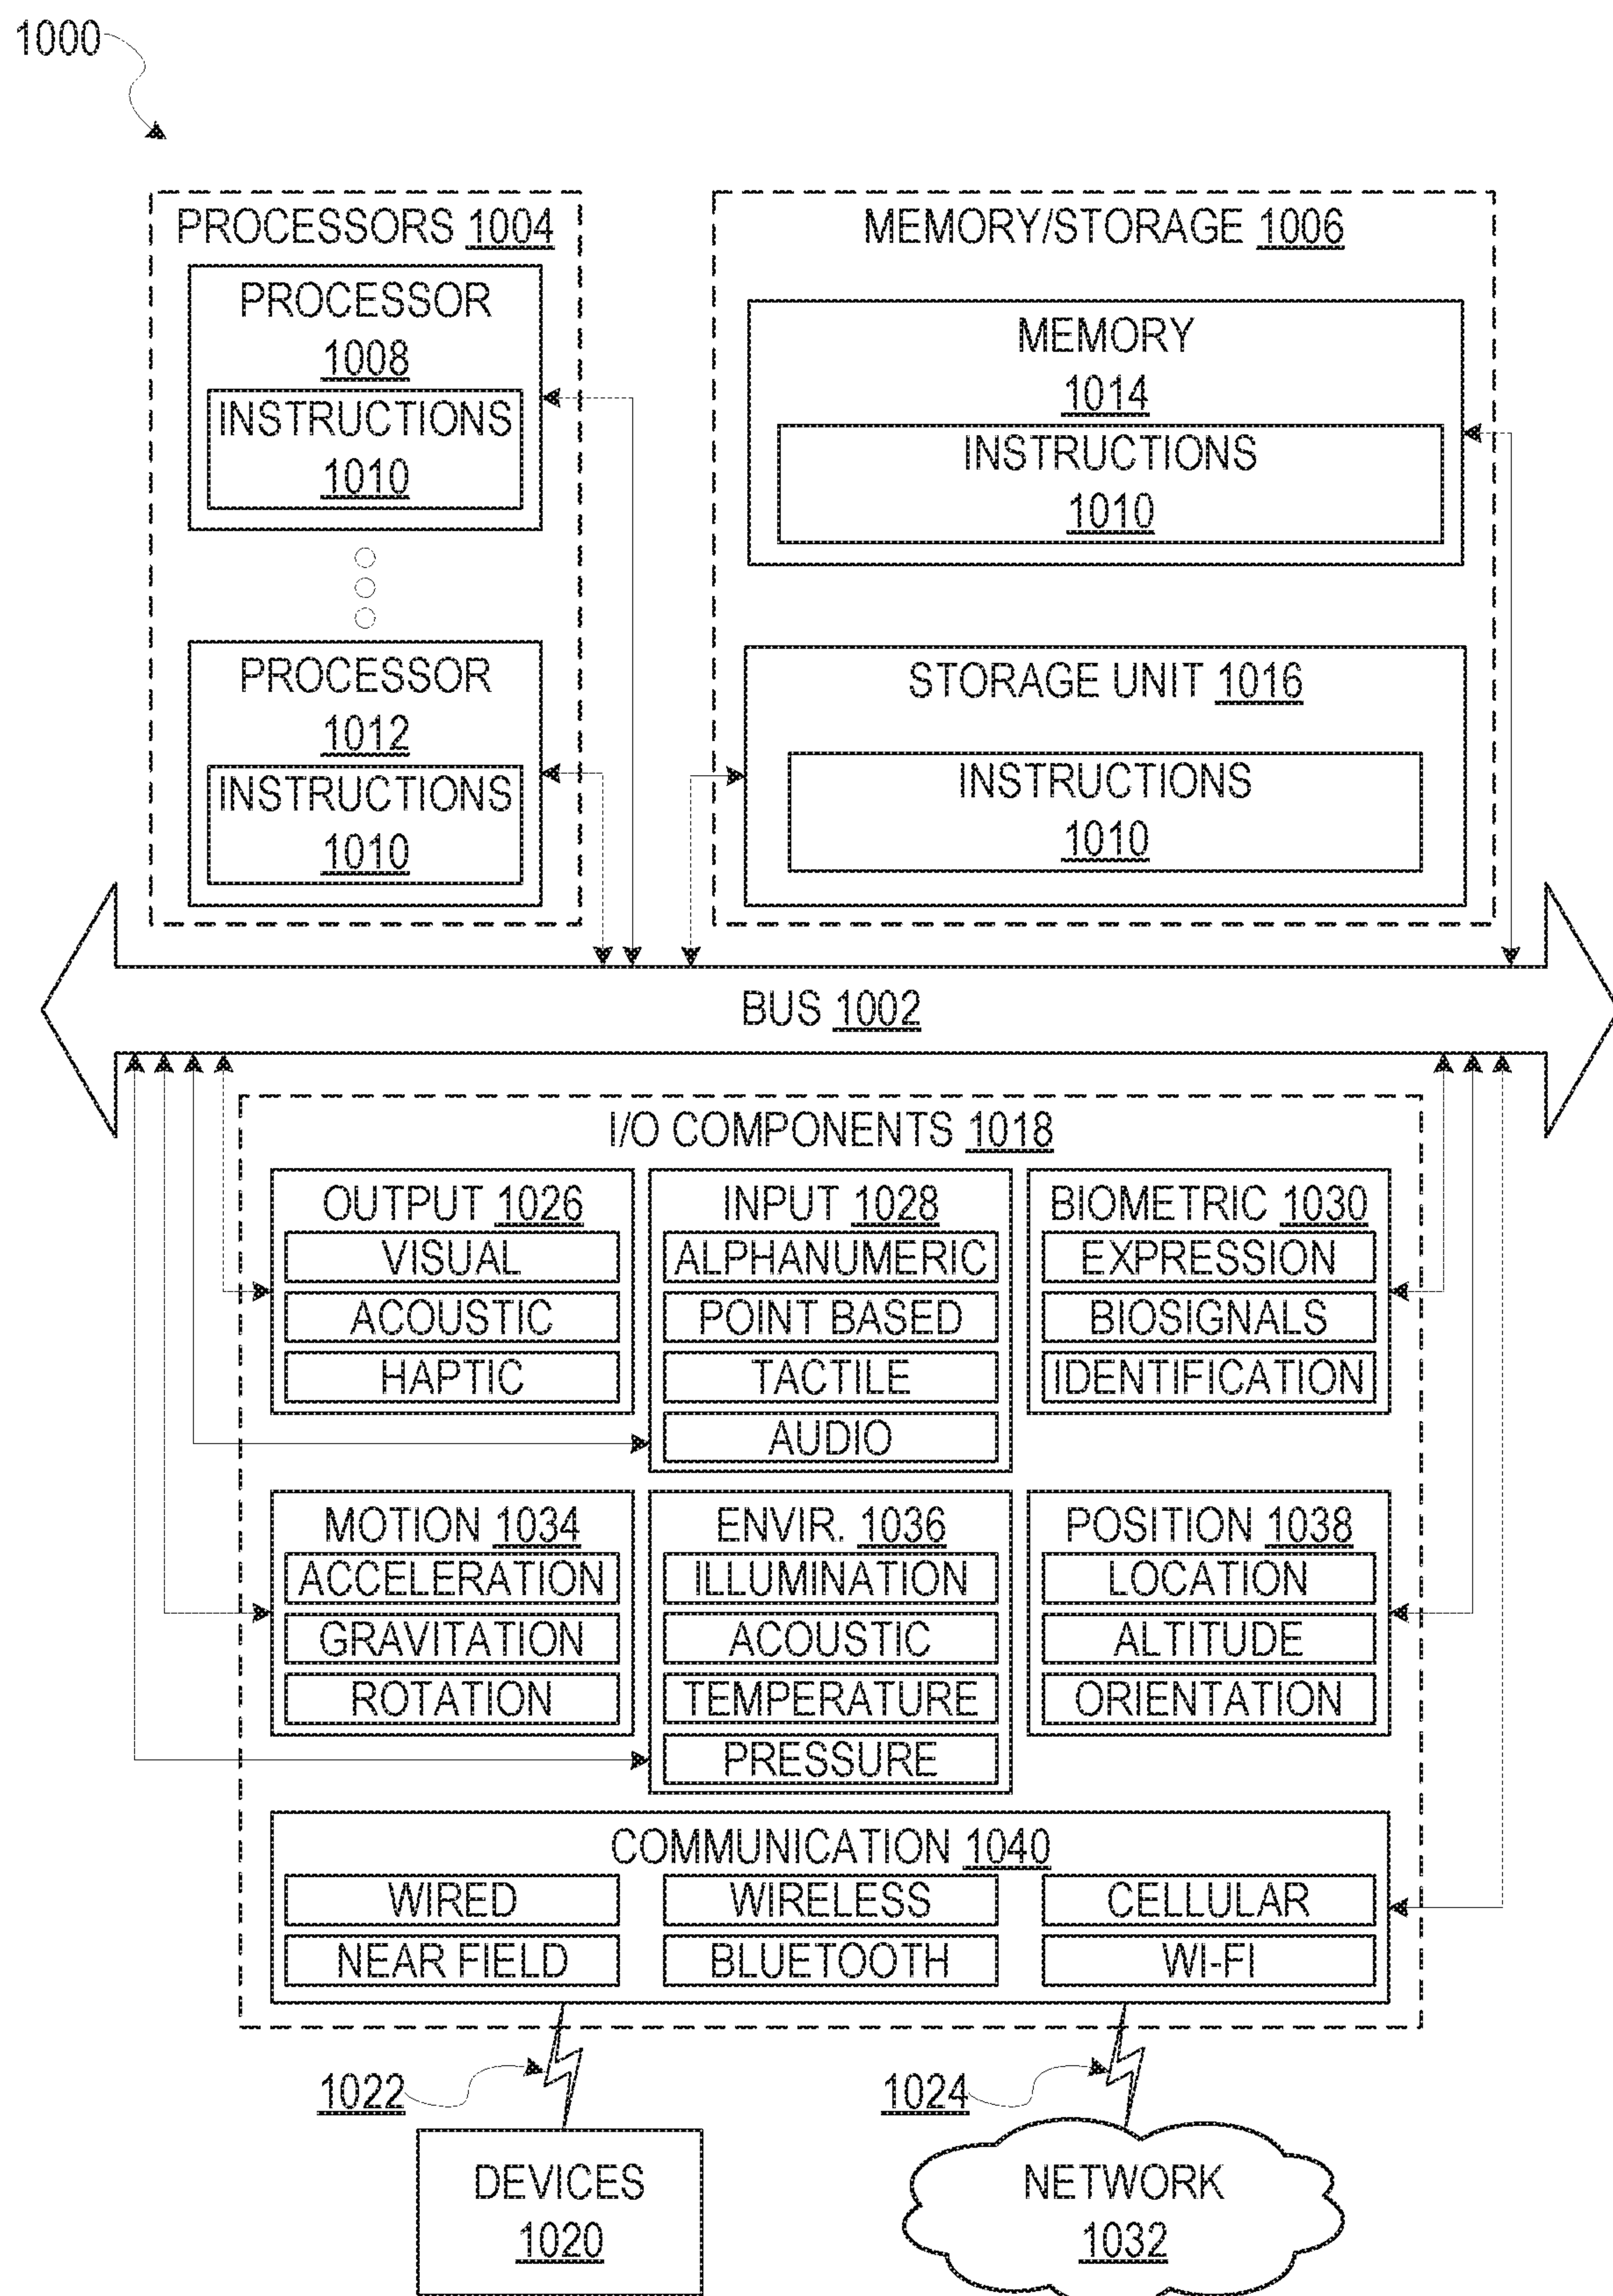 1000
PROCESSORS 1004
PROCESSOR
1008
INSTRUCTIONS
1010
PROCESSOR
1012
INSTRUCTIONS
1010
MEMORY/STORAGE 1006
MEMORY
1014
INSTRUCTIONS
1010
STORAGE UNIT 1016
INSTRUCTIONS
1010
BUS 1002
I/O COMPONENTS 1018
OUTPUT 1026
VISUAL
ACOUSTIC
HAPTIC
INPUT 1028
ALPHANUMERIC
POINT BASED
TACTILE
AUDIO
BIOMETRIC 1030
EXPRESSION
BIOSIGNALS
IDENTIFICATION
MOTION 1034
ACCELERATION
GRAVITATION
ROTATION
ENVIR. 1036
ILLUMINATION
ACOUSTIC
TEMPERATURE
PRESSURE
POSITION 1038
LOCATION
ALTITUDE
ORIENTATION
COMMUNICATION 1040
WIRED
WIRELESS
CELLULAR
NEAR FIELD
BLUETOOTH
WI-FI
1022
1024
DEVICES
1020
NETWORK
1032